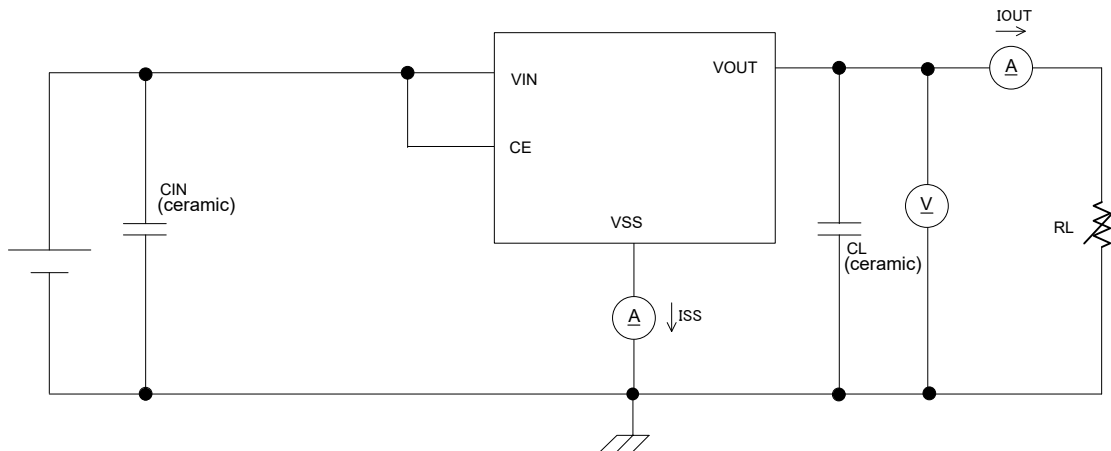 IOUT
A
VIN
VOUT
CE
CIN
(ceramic)
VSS
V
CL
(ceramic)
RL
A
ISS